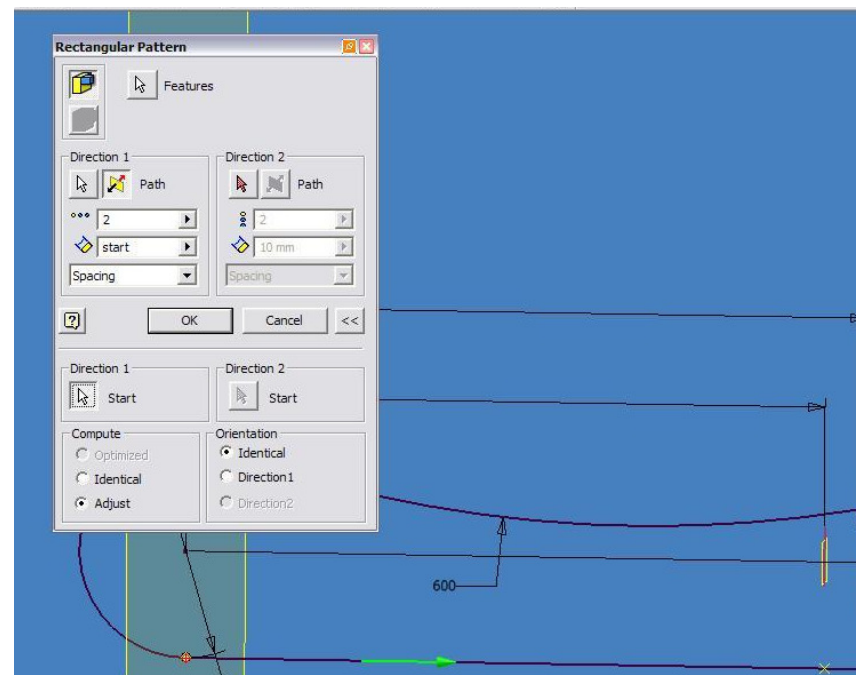 Rectangular Pattern
Features
Direction 1
Direction 2
Path
Path
2
2
start
10 mm
Spacing
Spacing
OK
Cancel
<<
Direction 1
Direction 2
Start
Start
Compute
Orientation
Optimized
Identical
Identical
Direction1
Adjust
Direction2
600